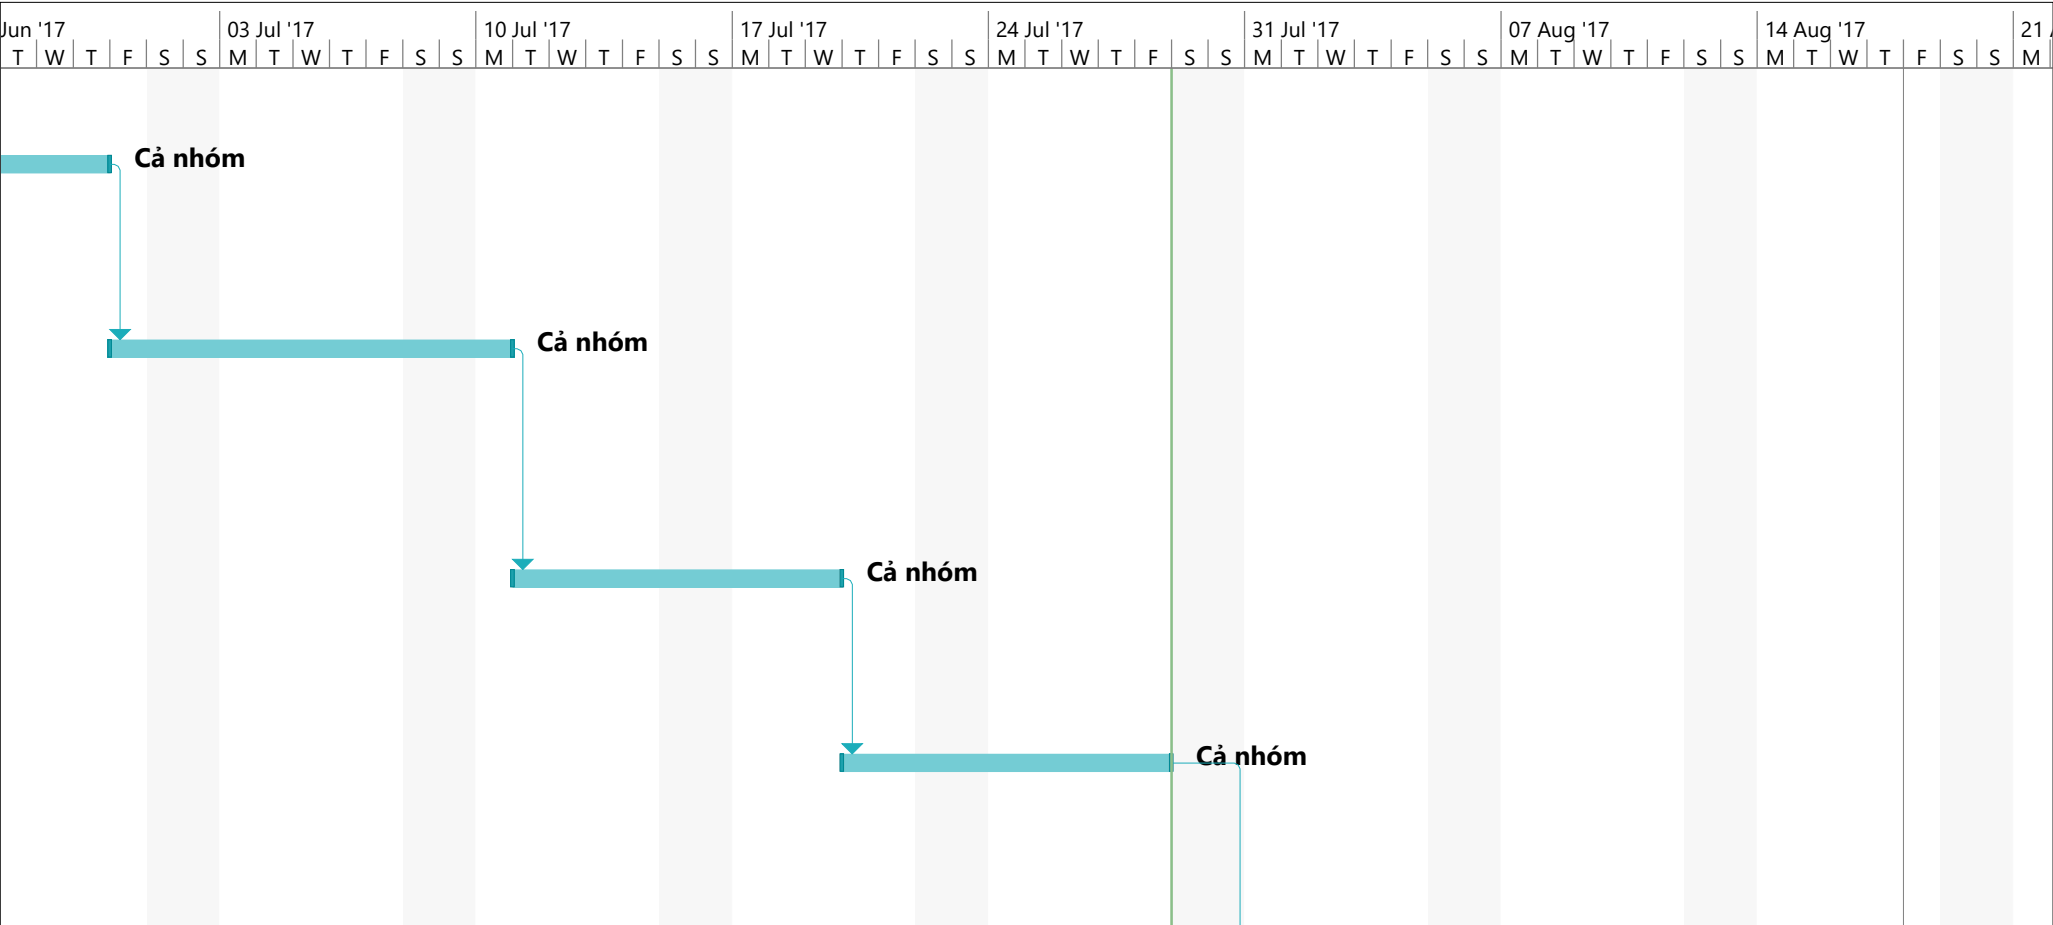 Jun '17 03 Jul '17 10 Jul '17 17 Jul '17 24 Jul '17 31 Jul '17 07 Aug '17 14 Aug '17 21
T W T F S S M T W T F S S M T W T F S S M T W T F S S M T W T F S S M T W T F S S M T W T F S S M T W T F S S M
Cả nhóm
Cả nhóm
Cả nhóm
Cả nhóm